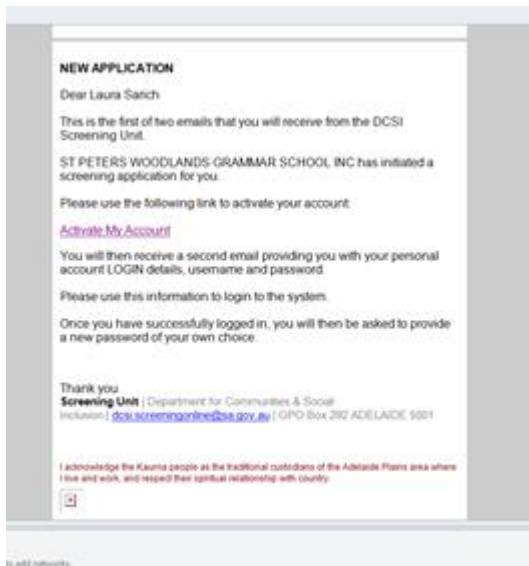 NEW APPLICATION
Dear Laura Sarich
This is the first of two emails that you will receive from the DCSI
Screening Unit.
ST PETERS WOODLANDS GRAMMAR SCHOOL INC has initiated a
screening application for you.
Please use the following link to activate your account:
Activate My Account
You will then receive a second email providing you with your personal
account LOGIN details, username and password.
Please use this information to login to the system.
Once you have successfully logged in, you will then be asked to provide
a new password of your own choice.
Thank you
Screening Unit | Department for Communities & Social
Inclusion | dcsi.screeningonline@sa.gov.au | GPO Box 292 ADELAIDE 5001
I acknowledge the Kaurna people as the traditional custodians of the Adelaide Plains area where
I live and work, and respect their spiritual relationship with country.
to add networks.